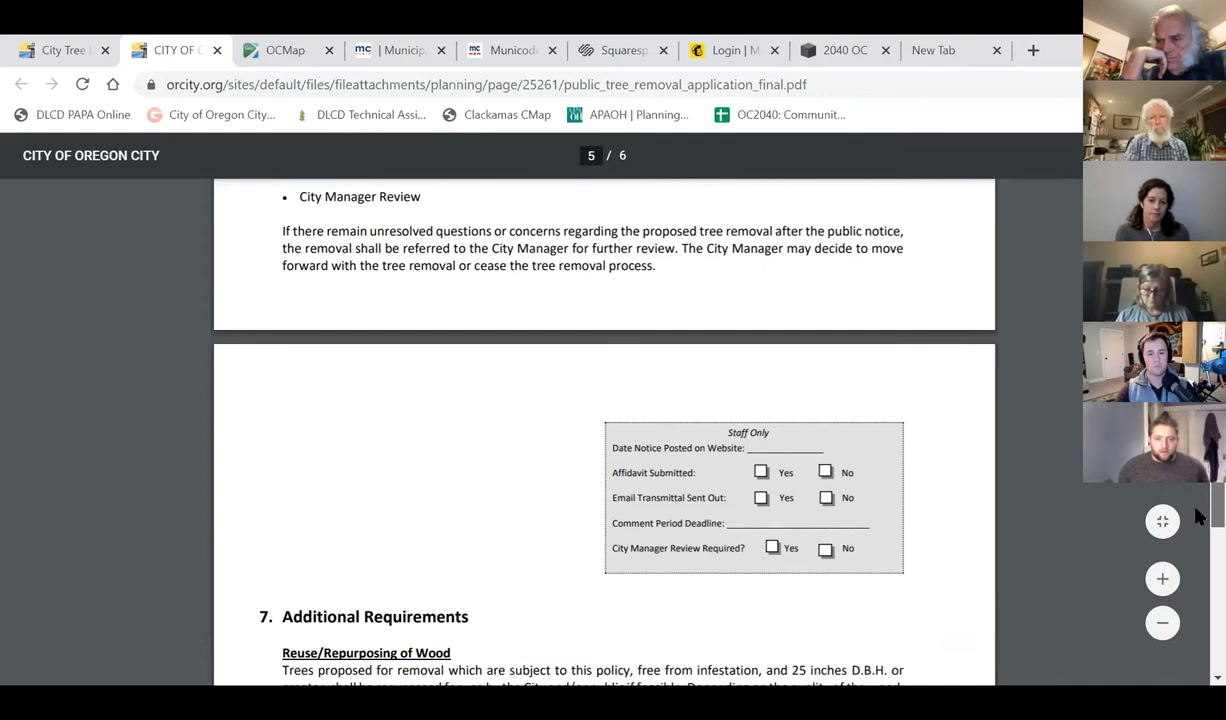 City Tree
CITY OF C
OCMap
Municip
Municode
Squaresp
Login | M
2040 OC
New Tab
orcity.org/sites/default/files/fileattachments/planning/page/25261/public_tree_removal_application_final.pdf
DLCD PAPA Online
City of Oregon City...
DLCD Technical Assi...
Clackamas CMap
APAOH | Planning...
OC2040: Communit...
CITY OF OREGON CITY
5 / 6
• City Manager Review
If there remain unresolved questions or concerns regarding the proposed tree removal after the public notice,
the removal shall be referred to the City Manager for further review. The City Manager may decide to move
forward with the tree removal or cease the tree removal process.
Staff Only
Date Notice Posted on Website:
Affidavit Submitted: Yes No
Email Transmittal Sent Out: Yes No
Comment Period Deadline:
City Manager Review Required? Yes No
7. Additional Requirements
Reuse/Repurposing of Wood
Trees proposed for removal which are subject to this policy, free from infestation, and 25 inches D.B.H. or